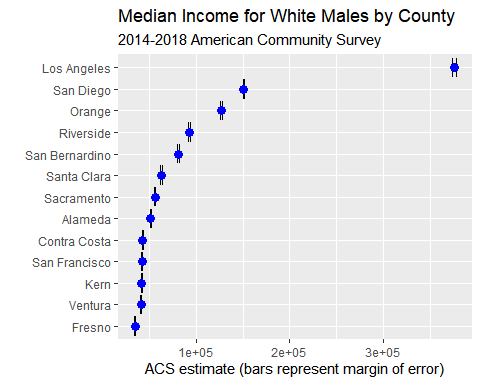 Median Income for White Males by County
2014-2018 American Community Survey
Los Angeles
San Diego
Orange
Riverside
San Bernardino
Santa Clara
Sacramento
Alameda
Contra Costa
San Francisco
Kern
Ventura
Fresno
1e+05 2e+05 3e+05
ACS estimate (bars represent margin of error)